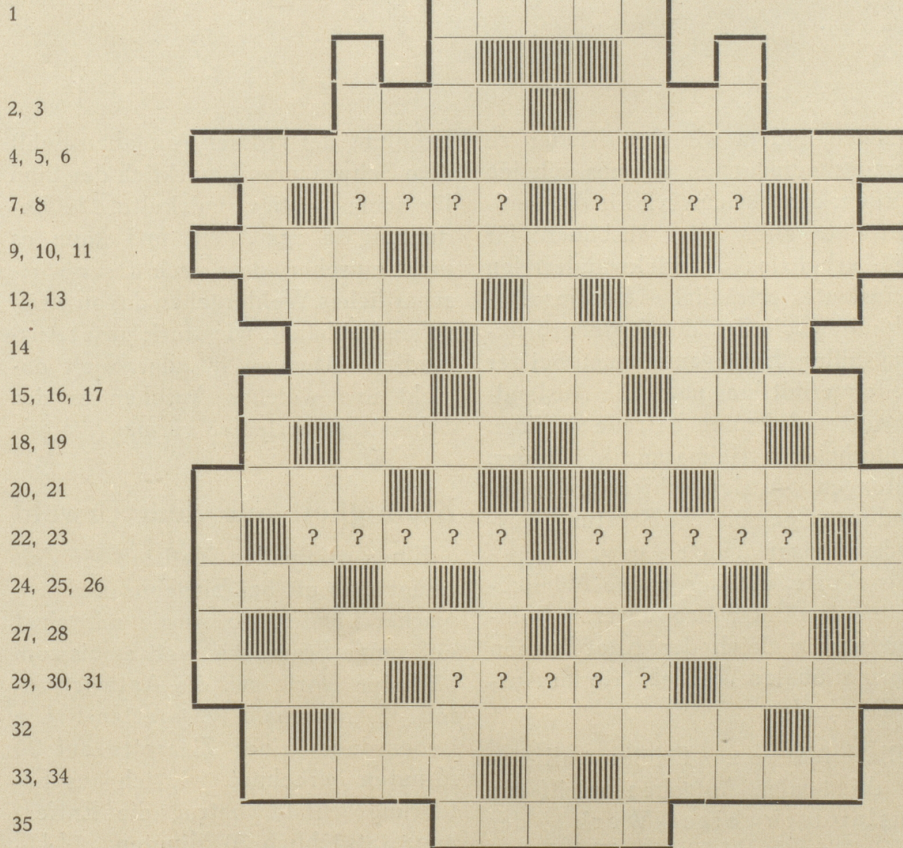 1
2, 3
4, 5, 6
7, 8 ? ? ? ? ? ? ? ?
9, 10, 11
12, 13
14
15, 16, 17
18, 19
20, 21
22, 23 ? ? ? ? ? ? ? ? ? ?
24, 25, 26
27, 28
29, 30, 31 ? ? ? ? ?
32
33, 34
35